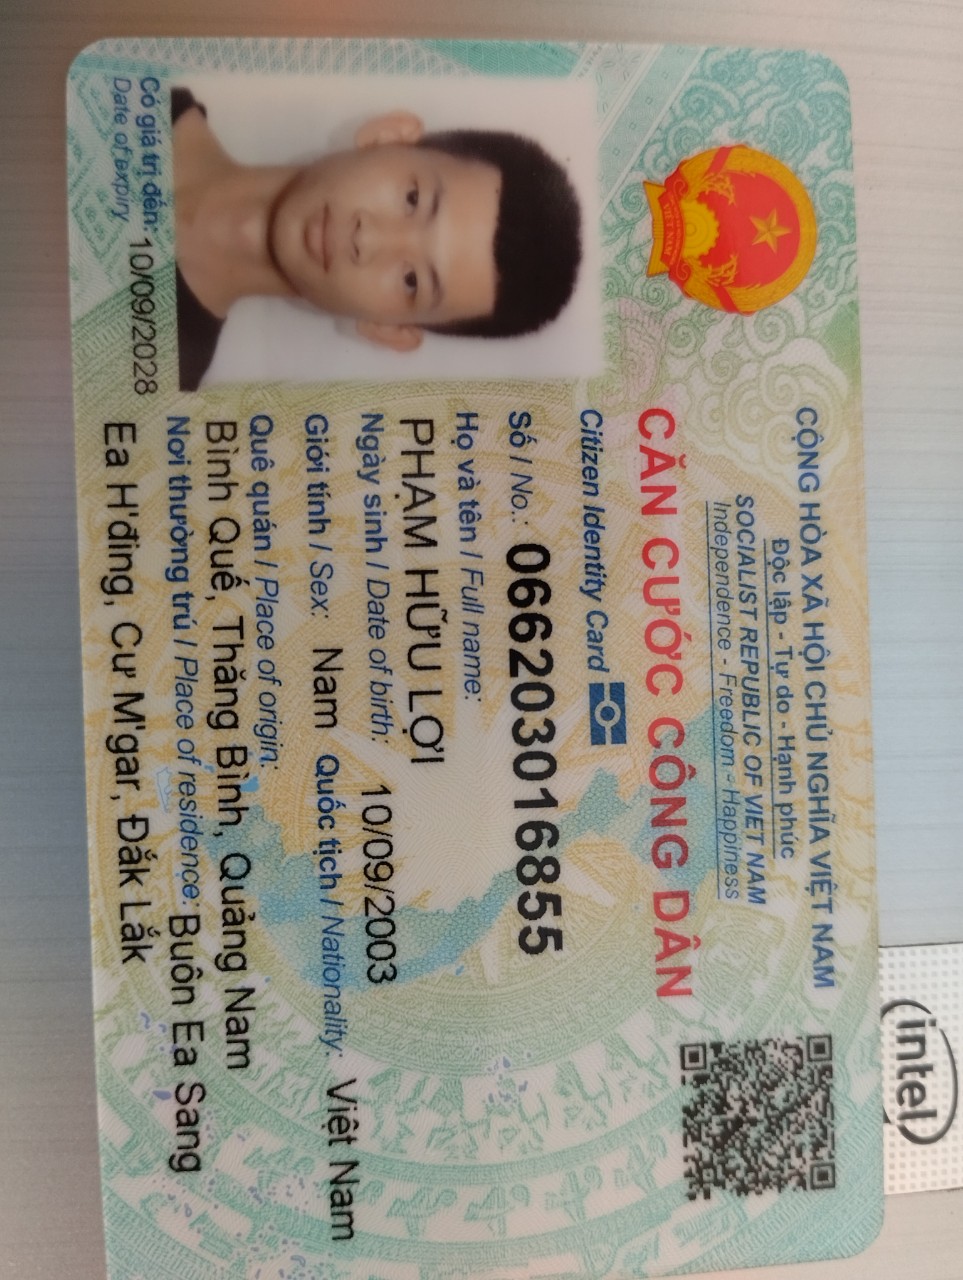 intel
CỘNG HÒA XÃ HỘI CHỦ NGHĨA VIỆT NAM
Độc lập - Tự do - Hạnh phúc
SOCIALIST REPUBLIC OF VIET NAM
Independence - Freedom - Happiness
VIỆT NAM
CĂN CƯỚC CÔNG DÂN
Citizen Identity Card
Số / No.: 066203016855
Họ và tên / Full name:
PHẠM HỮU LỢI
Ngày sinh / Date of birth: 10/09/2003
Giới tính / Sex: Nam Quốc tịch / Nationality: Việt Nam
Quê quán / Place of origin:
Bình Quế, Thăng Bình, Quảng Nam
Nơi thường trú / Place of residence: Buôn Ea Sang
Ea H'đing, Cư M'gar, Đắk Lắk
Có giá trị đến: 10/09/2028
Date of expiry